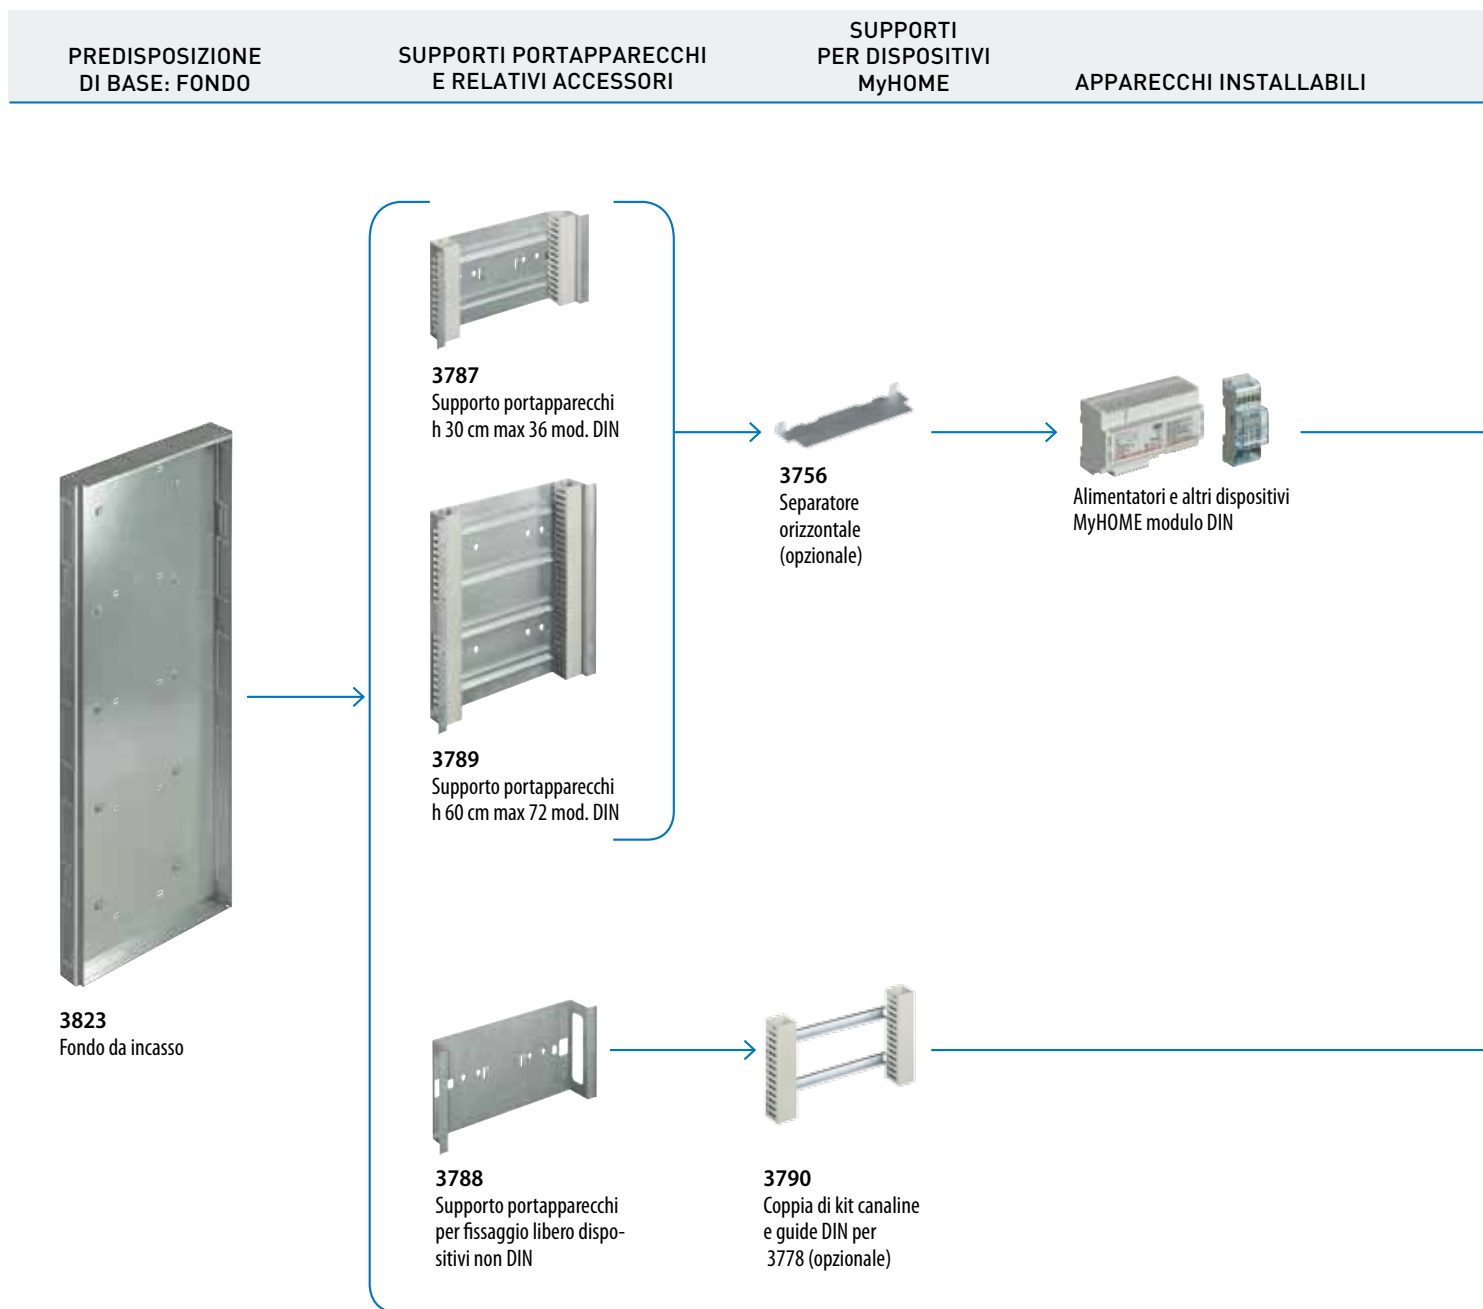 PREDISPOSIZIONE
DI BASE: FONDO
SUPPORTI PORTAPPARECCHI
E RELATIVI ACCESSORI
SUPPORTI
PER DISPOSITIVI
MyHOME
APPARECCHI INSTALLABILI
3787
Supporto portapparecchi
h 30 cm max 36 mod. DIN
3756
Separatore
orizzontale
(opzionale)
Alimentatori e altri dispositivi
MyHOME modulo DIN
3789
Supporto portapparecchi
h 60 cm max 72 mod. DIN
3823
Fondo da incasso
3788
Supporto portapparecchi
per fissaggio libero dispo-
sitivi non DIN
3790
Coppia di kit canaline
e guide DIN per
3778 (opzionale)